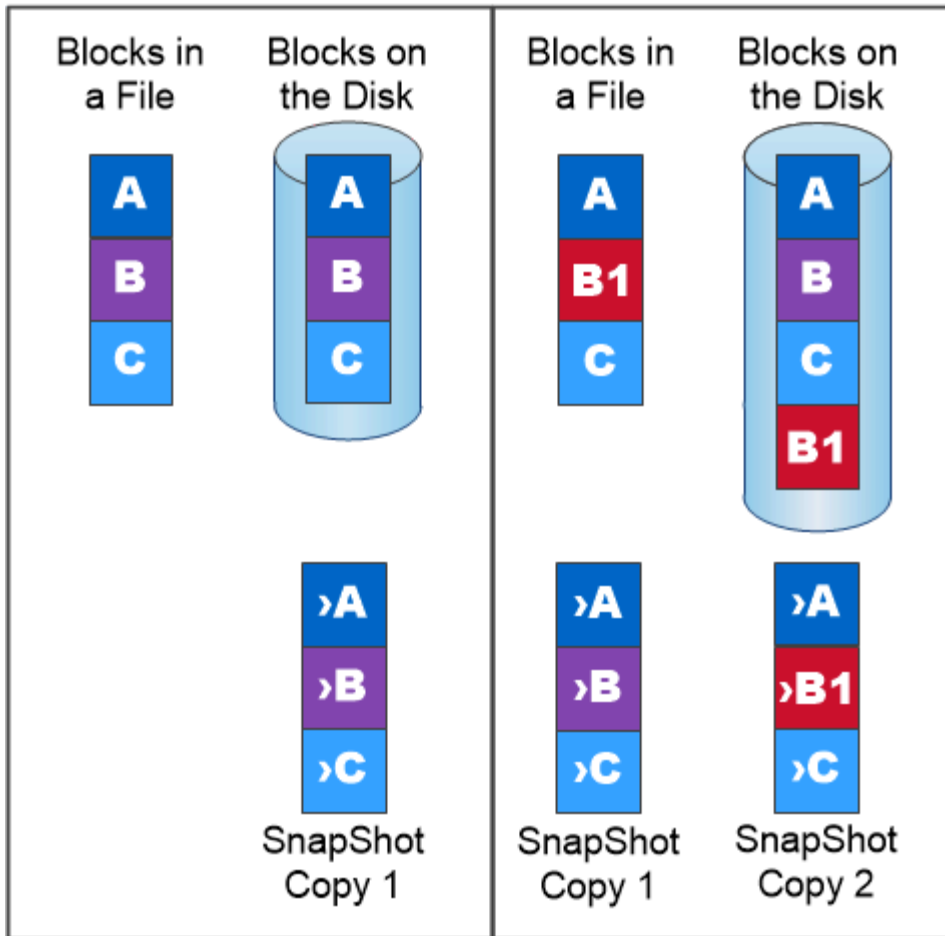 Blocks in
a File
Blocks on
the Disk
A
B
C
A
B
C
›A
›B
›C
SnapShot
Copy 1
Blocks in
a File
Blocks on
the Disk
A
B1
C
A
B
C
B1
›A
›B
›C
SnapShot
Copy 1
›A
›B1
›C
SnapShot
Copy 2